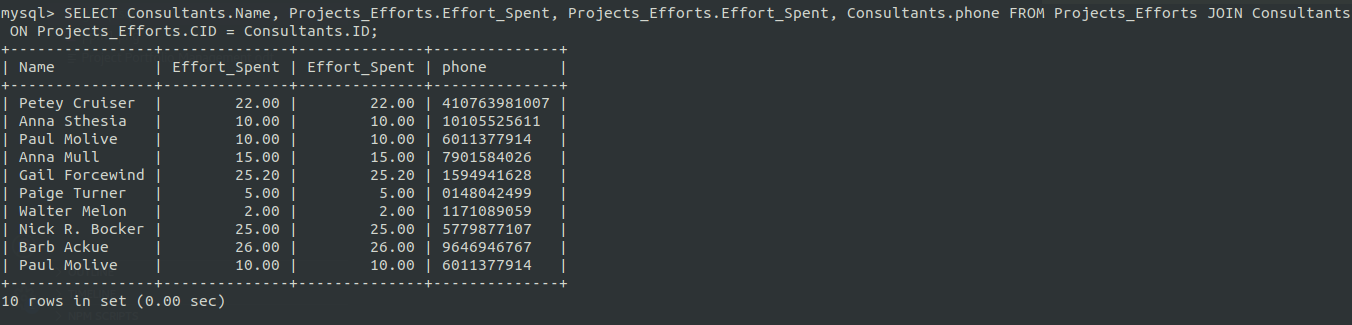 mysql> SELECT Consultants.Name, Projects_Efforts.Effort_Spent, Projects_Efforts.Effort_Spent, Consultants.phone FROM Projects_Efforts JOIN Consultants
 ON Projects_Efforts.CID = Consultants.ID;
+----------------+--------------+--------------+--------------+
| Name           | Effort_Spent | Effort_Spent | phone        |
+----------------+--------------+--------------+--------------+
| Petey Cruiser  |        22.00 |        22.00 | 410763981007 |
| Anna Sthesia   |        10.00 |        10.00 | 10105525611  |
| Paul Molive    |        10.00 |        10.00 | 6011377914   |
| Anna Mull      |        15.00 |        15.00 | 7901584026   |
| Gail Forcewind |        25.20 |        25.20 | 1594941628   |
| Paige Turner   |         5.00 |         5.00 | 0148042499   |
| Walter Melon   |         2.00 |         2.00 | 1171089059   |
| Nick R. Bocker |        25.00 |        25.00 | 5779877107   |
| Barb Ackue     |        26.00 |        26.00 | 9646946767   |
| Paul Molive    |        10.00 |        10.00 | 6011377914   |
+----------------+--------------+--------------+--------------+
10 rows in set (0.00 sec)